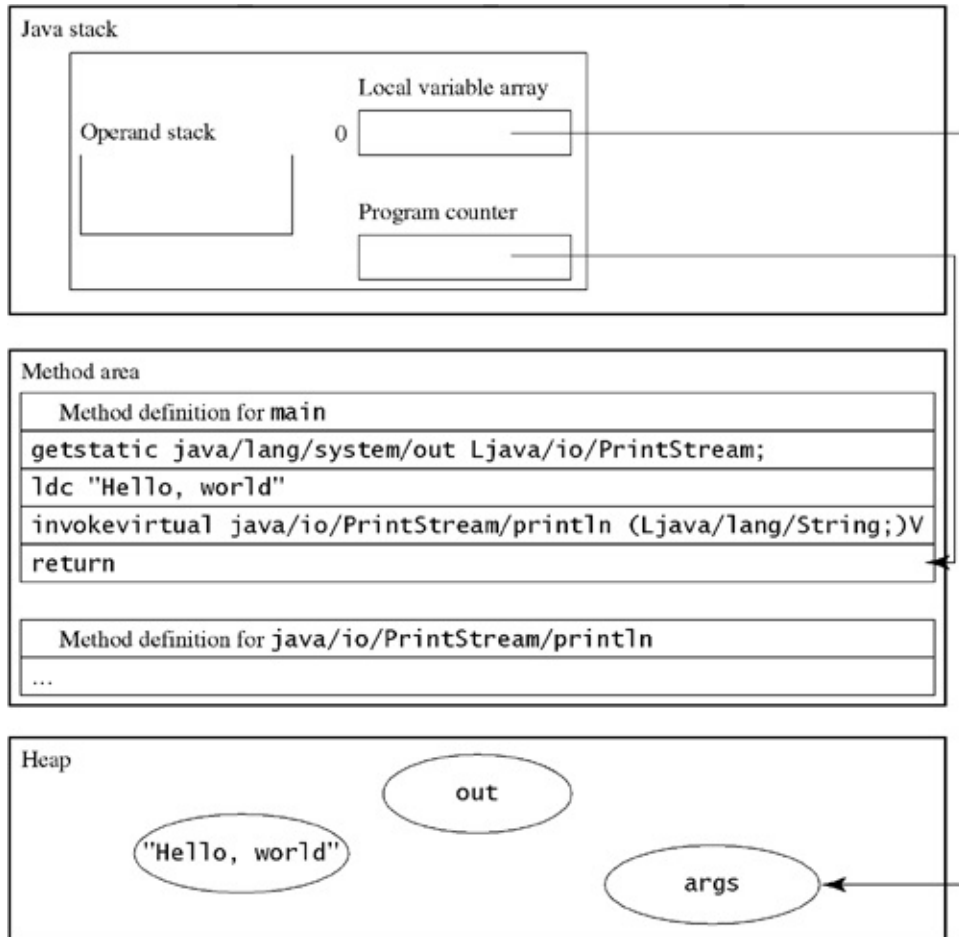 Java stack
Local variable array
Operand stack
0
Program counter
Method area
Method definition for main
getstatic java/lang/system/out Ljava/io/PrintStream;
ldc "Hello, world"
invokevirtual java/io/PrintStream/println (Ljava/lang/String;)V
return
Method definition for java/io/PrintStream/println
...
Heap
out
"Hello, world"
args